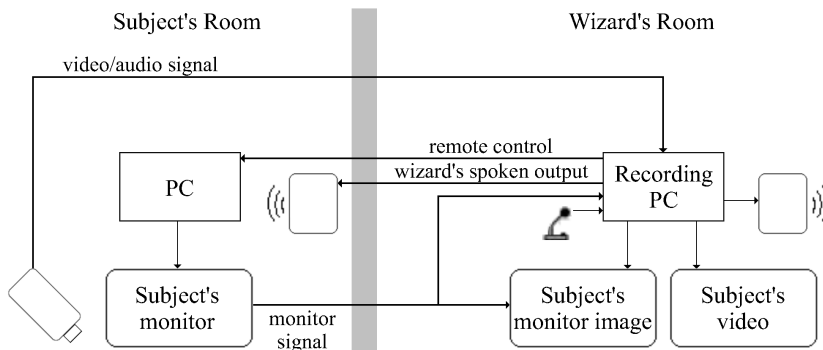 Subject's Room
Wizard's Room
video/audio signal
remote control
wizard's spoken output
PC
Recording
PC
Subject's
monitor
monitor
signal
Subject's
monitor image
Subject's
video